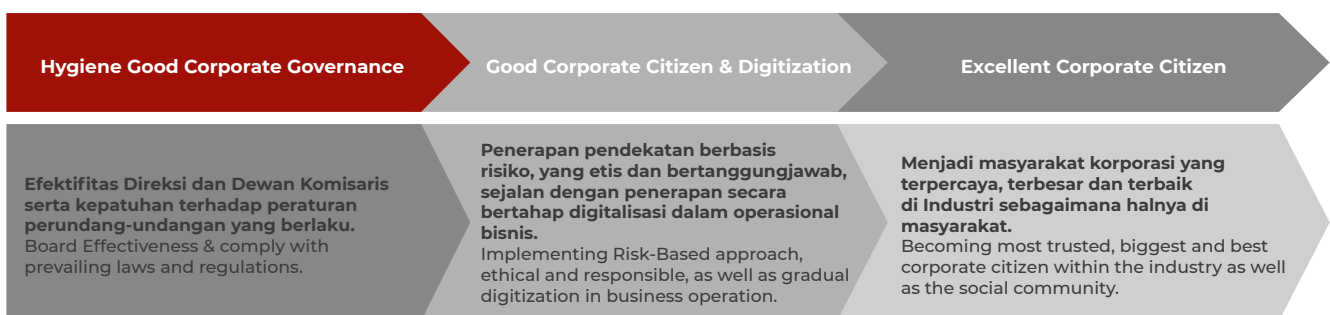 Hygiene Good Corporate Governance
Good Corporate Citizen & Digitization
Excellent Corporate Citizen
Efektifitas Direksi dan Dewan Komisaris
serta kepatuhan terhadap peraturan
perundang-undangan yang berlaku.
Board Effectiveness & comply with
prevailing laws and regulations.
Penerapan pendekatan berbasis
risiko, yang etis dan bertanggungjawab,
sejalan dengan penerapan secara
bertahap digitalisasi dalam operasional
bisnis.
Implementing Risk-Based approach,
ethical and responsible, as well as gradual
digitization in business operation.
Menjadi masyarakat korporasi yang
terpercaya, terbesar dan terbaik
di Industri sebagaimana halnya di
masyarakat.
Becoming most trusted, biggest and best
corporate citizen within the industry as well
as the social community.